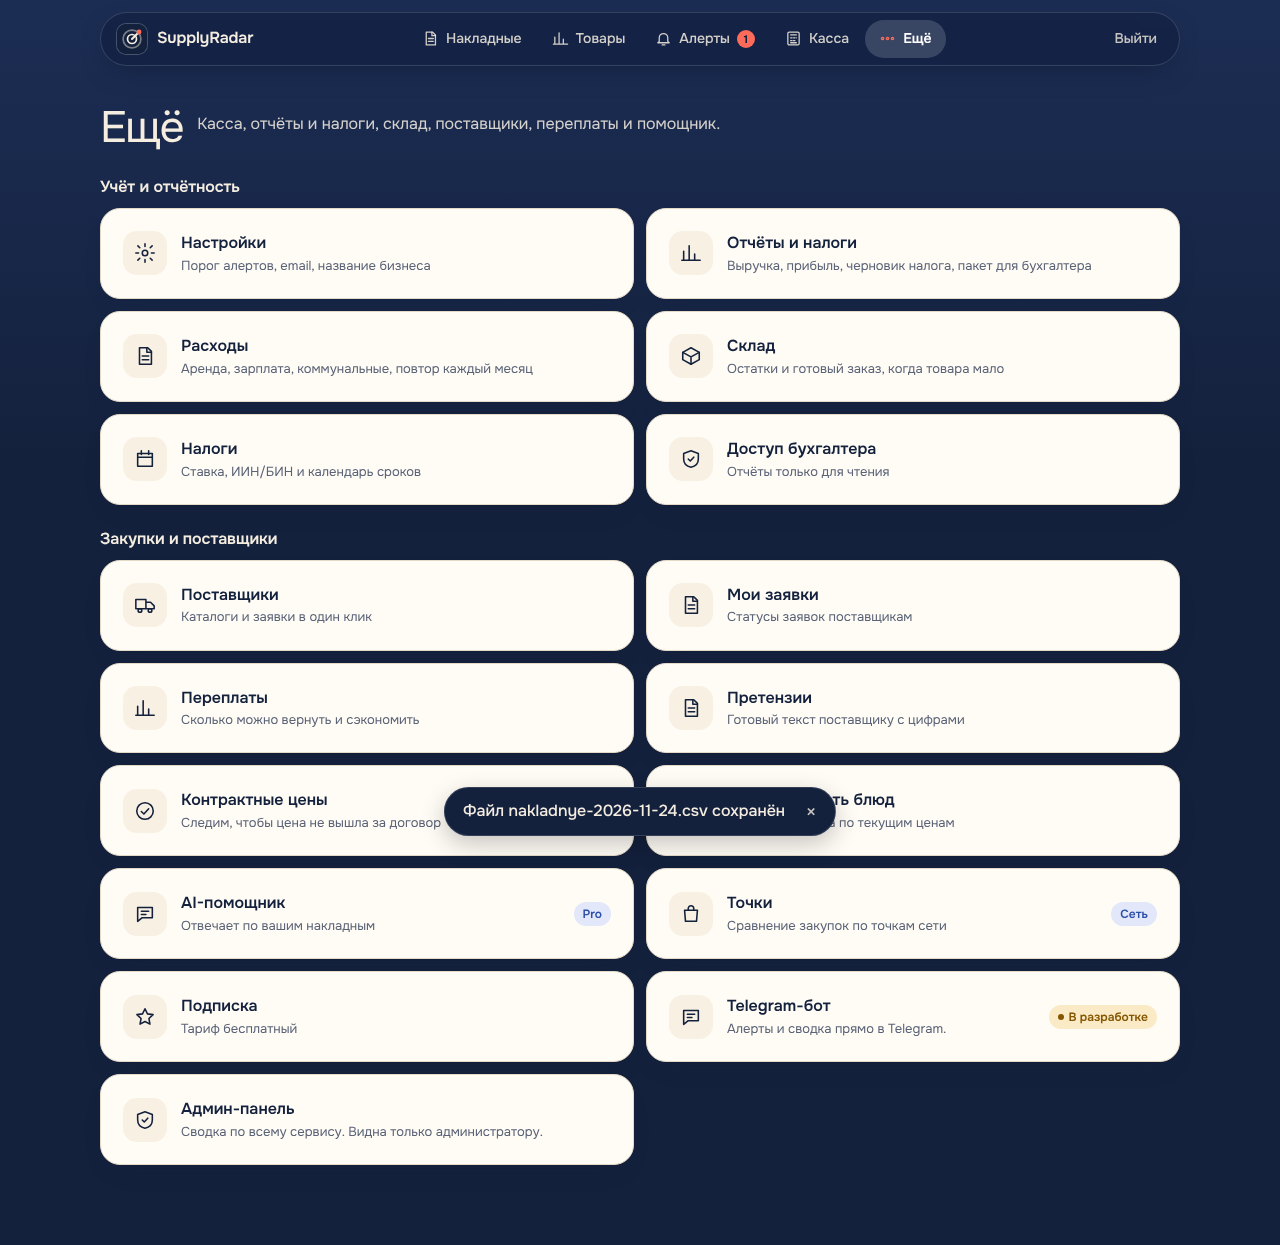 SupplyRadar
Накладные
Товары
Алерты 1
Касса
Ещё
Выйти
Ещё
Касса, отчёты и налоги, склад, поставщики, переплаты и помощник.
Учёт и отчётность
Настройки
Порог алертов, email, название бизнеса
Отчёты и налоги
Выручка, прибыль, черновик налога, пакет для бухгалтера
Расходы
Аренда, зарплата, коммунальные, повтор каждый месяц
Склад
Остатки и готовый заказ, когда товара мало
Налоги
Ставка, ИИН/БИН и календарь сроков
Доступ бухгалтера
Отчёты только для чтения
Закупки и поставщики
Поставщики
Каталоги и заявки в один клик
Мои заявки
Статусы заявок поставщикам
Переплаты
Сколько можно вернуть и сэкономить
Претензии
Готовый текст поставщику с цифрами
Контрактные цены
Следим, чтобы цена не вышла за договор
блюд
по текущим ценам
Файл nakladnye-2026-11-24.csv сохранён ×
AI-помощник
Отвечает по вашим накладным
Pro
Точки
Сравнение закупок по точкам сети
Сеть
Подписка
Тариф бесплатный
Telegram-бот
Алерты и сводка прямо в Telegram.
В разработке
Админ-панель
Сводка по всему сервису. Видна только администратору.